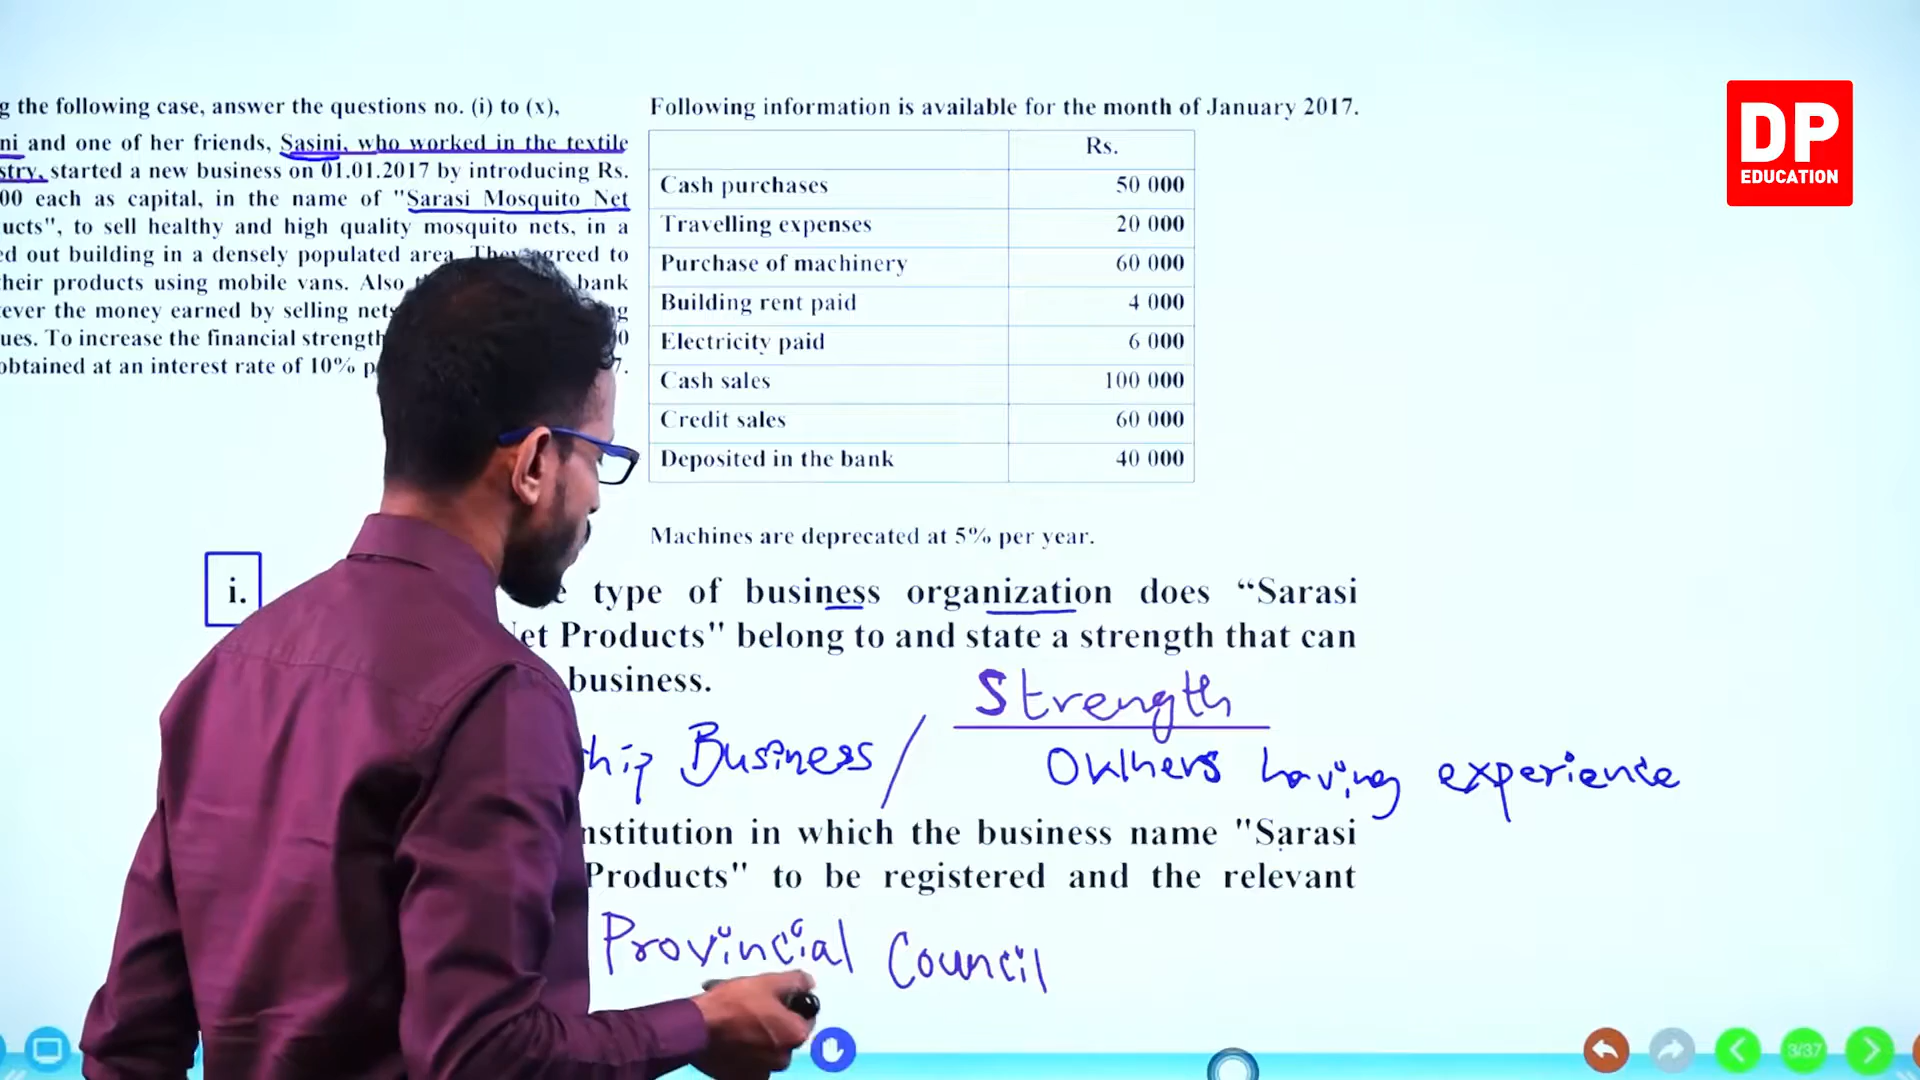 g the following case, answer the questions no. (i) to (x),
ni and one of her friends, Sasini, who worked in the textile
stry, started a new business on 01.01.2017 by introducing Rs.
00 each as capital, in the name of "Sarasi Mosquito Net
ucts", to sell healthy and high quality mosquito nets, in a
ed out building in a densely populated area. They agreed to
heir products using mobile vans. Also bank
ever the money earned by selling nets
ues. To increase the financial strength
obtained at an interest rate of 10% p
Following information is available for the month of January 2017.
Rs.
Cash purchases 50 000
Travelling expenses 20 000
Purchase of machinery 60 000
Building rent paid 4 000
Electricity paid 6 000
Cash sales 100 000
Credit sales 60 000
Deposited in the bank 40 000
Machines are deprecated at 5% per year.
DP
EDUCATION
i. type of business organization does “Sarasi
et Products" belong to and state a strength that can
business.
Strength
hip Business / Owners having experience
nstitution in which the business name "Sarasi
Products" to be registered and the relevant
Provincial Council
3/37